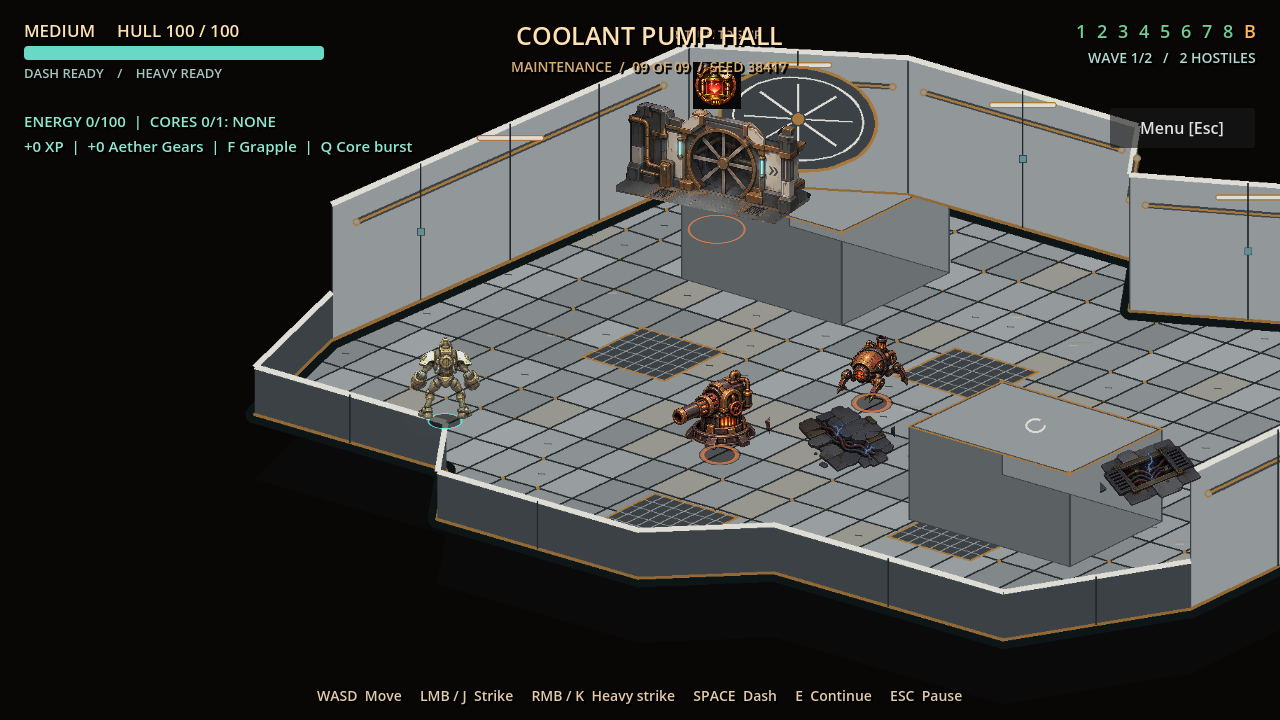 MEDIUM HULL 100 / 100
DASH READY / HEAVY READY
ENERGY 0/100 | CORES 0/1: NONE
+0 XP | +0 Aether Gears | F Grapple | Q Core burst
COOLANT PUMP HALL
MAINTENANCE / 09 OF 09 / SEED 38417
1 2 3 4 5 6 7 8 B
WAVE 1/2 / 2 HOSTILES
Menu [Esc]
WASD Move LMB / J Strike RMB / K Heavy strike SPACE Dash E Continue ESC Pause